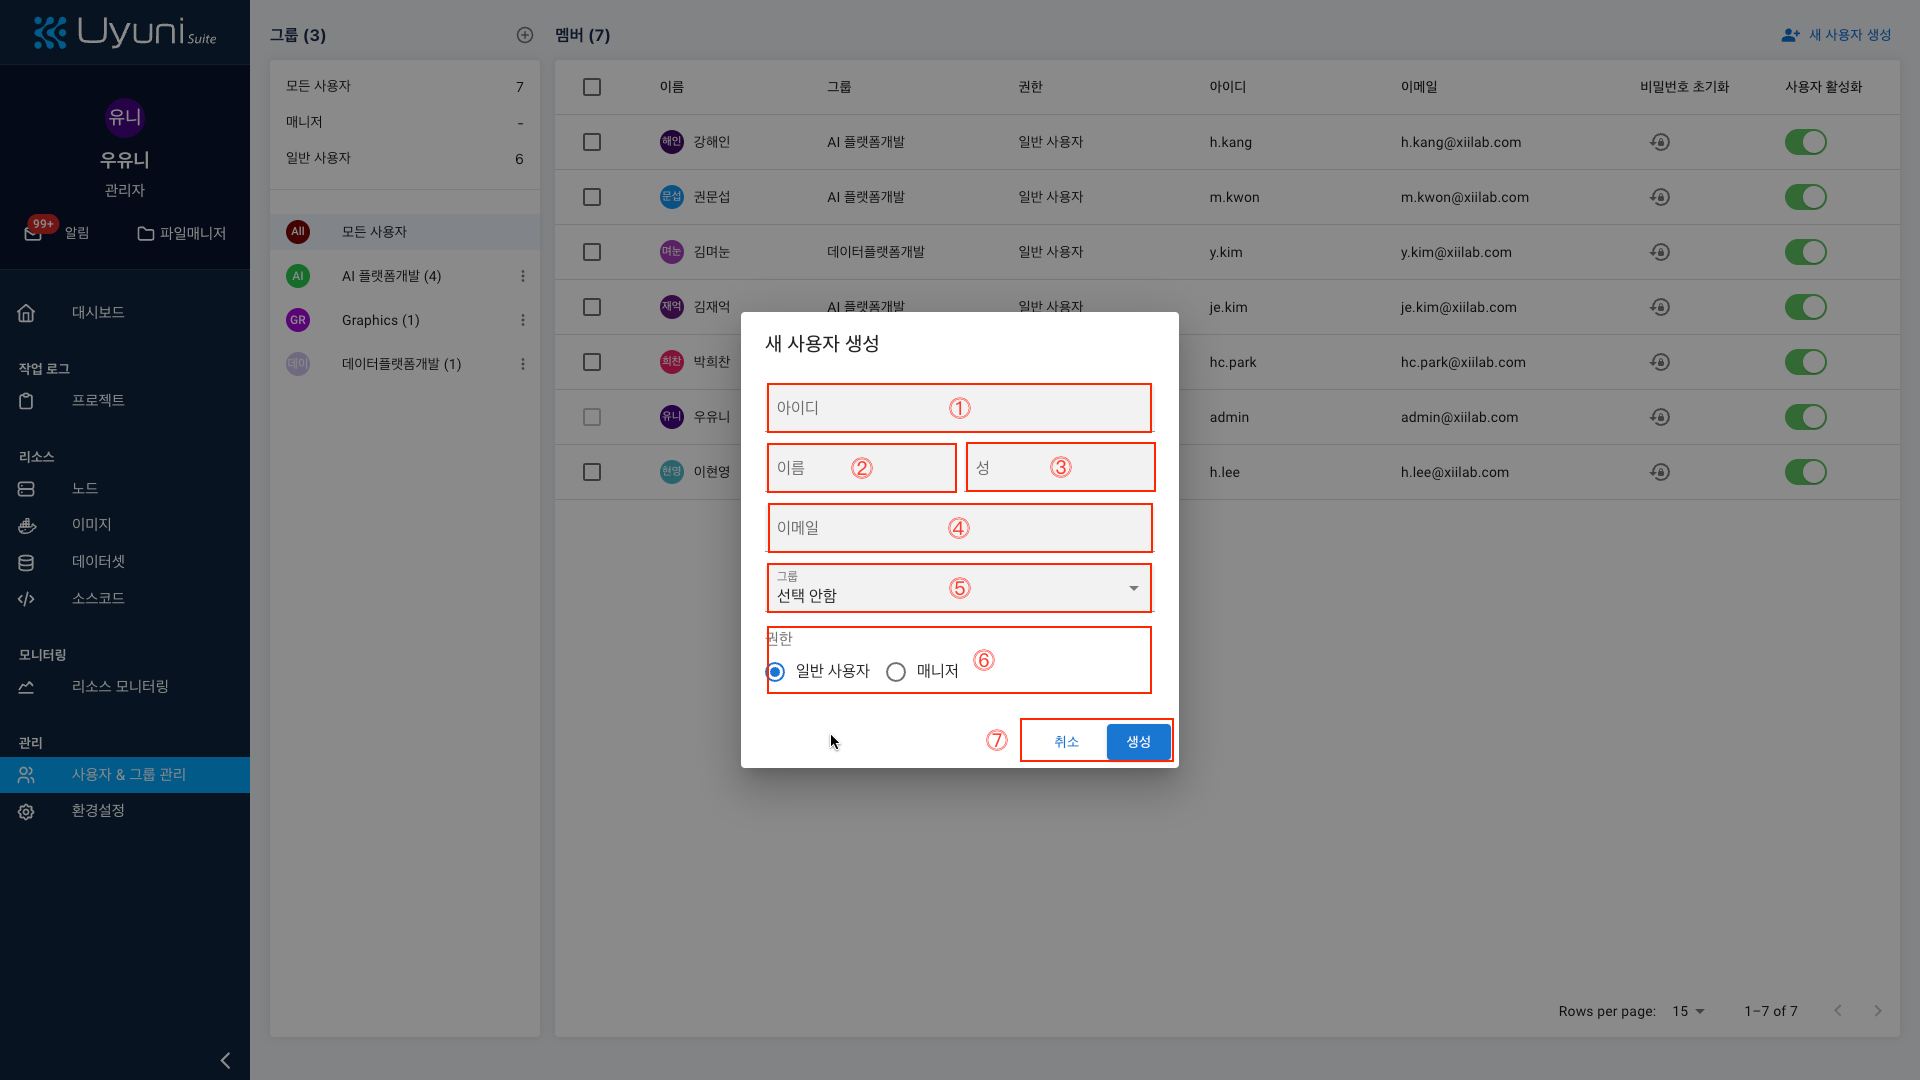 Uyuni Suite
유니
우유니
관리자
99+
알림
파일매니저
대시보드
작업 로그
프로젝트
리소스
노드
이미지
데이터셋
소스코드
모니터링
리소스 모니터링
관리
사용자 & 그룹 관리
환경설정
그룹 (3)
모든 사용자 7
매니저 -
일반 사용자 6
All 모든 사용자
AI AI 플랫폼개발 (4)
GR Graphics (1)
데이 데이터플랫폼개발 (1)
멤버 (7)
새 사용자 생성
이름 그룹 권한 아이디 이메일 비밀번호 초기화 사용자 활성화
해인 강해인 AI 플랫폼개발 일반 사용자 h.kang h.kang@xiilab.com
문섭 권문섭 AI 플랫폼개발 일반 사용자 m.kwon m.kwon@xiilab.com
며눈 김며눈 데이터플랫폼개발 일반 사용자 y.kim y.kim@xiilab.com
재억 김재억 AI 플랫폼개발 일반 사용자 je.kim je.kim@xiilab.com
희찬 박희찬 hc.park hc.park@xiilab.com
유니 우유니 admin admin@xiilab.com
현영 이현영 h.lee h.lee@xiilab.com
새 사용자 생성
아이디 ①
이름 ② 성 ③
이메일 ④
그룹
선택 안함 ⑤
권한
일반 사용자 매니저 ⑥
⑦ 취소 생성
Rows per page: 15 1–7 of 7